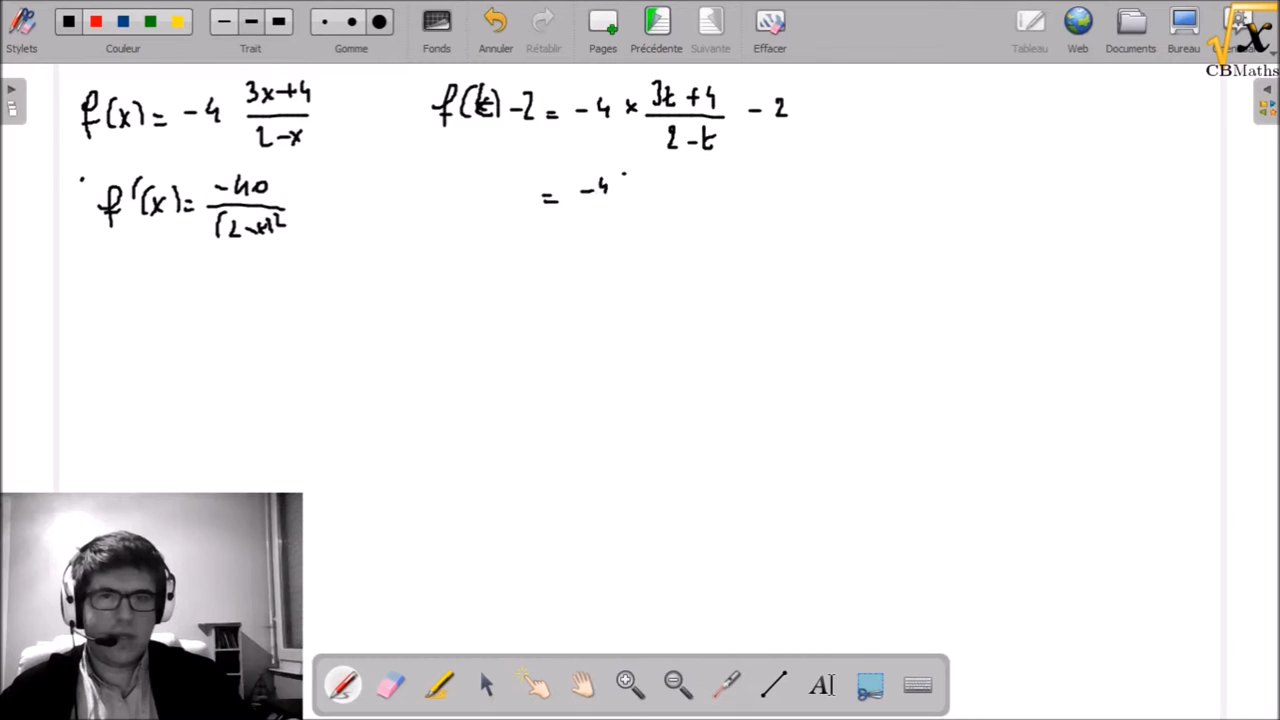 Stylets Couleur Trait Gomme Fonds Annuler Rétablir Pages Précédente Suivante Effacer Tableau Web Documents Bureau
√x
CBMaths
f(x) = -4 (3x+4)/(2-x)
f(t) -2 = -4 × (3t+4)/(2-t) - 2
f'(x) = -40/(2-x)²
= -4
AI